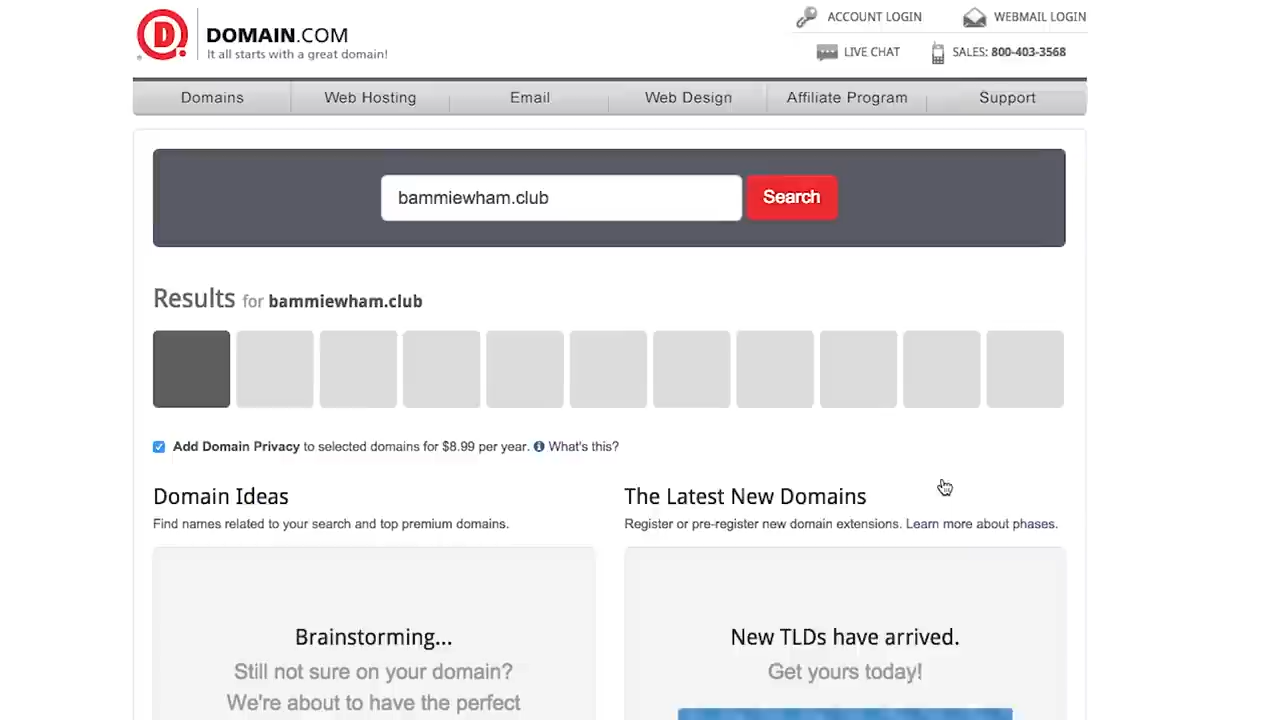 D
DOMAIN.COM
It all starts with a great domain!
ACCOUNT LOGIN
WEBMAIL LOGIN
LIVE CHAT
SALES: 800-403-3568
Domains
Web Hosting
Email
Web Design
Affiliate Program
Support
bammiewham.club
Search
Results for bammiewham.club
Add Domain Privacy to selected domains for $8.99 per year. What's this?
Domain Ideas
Find names related to your search and top premium domains.
Brainstorming...
Still not sure on your domain?
We're about to have the perfect
The Latest New Domains
Register or pre-register new domain extensions. Learn more about phases.
New TLDs have arrived.
Get yours today!